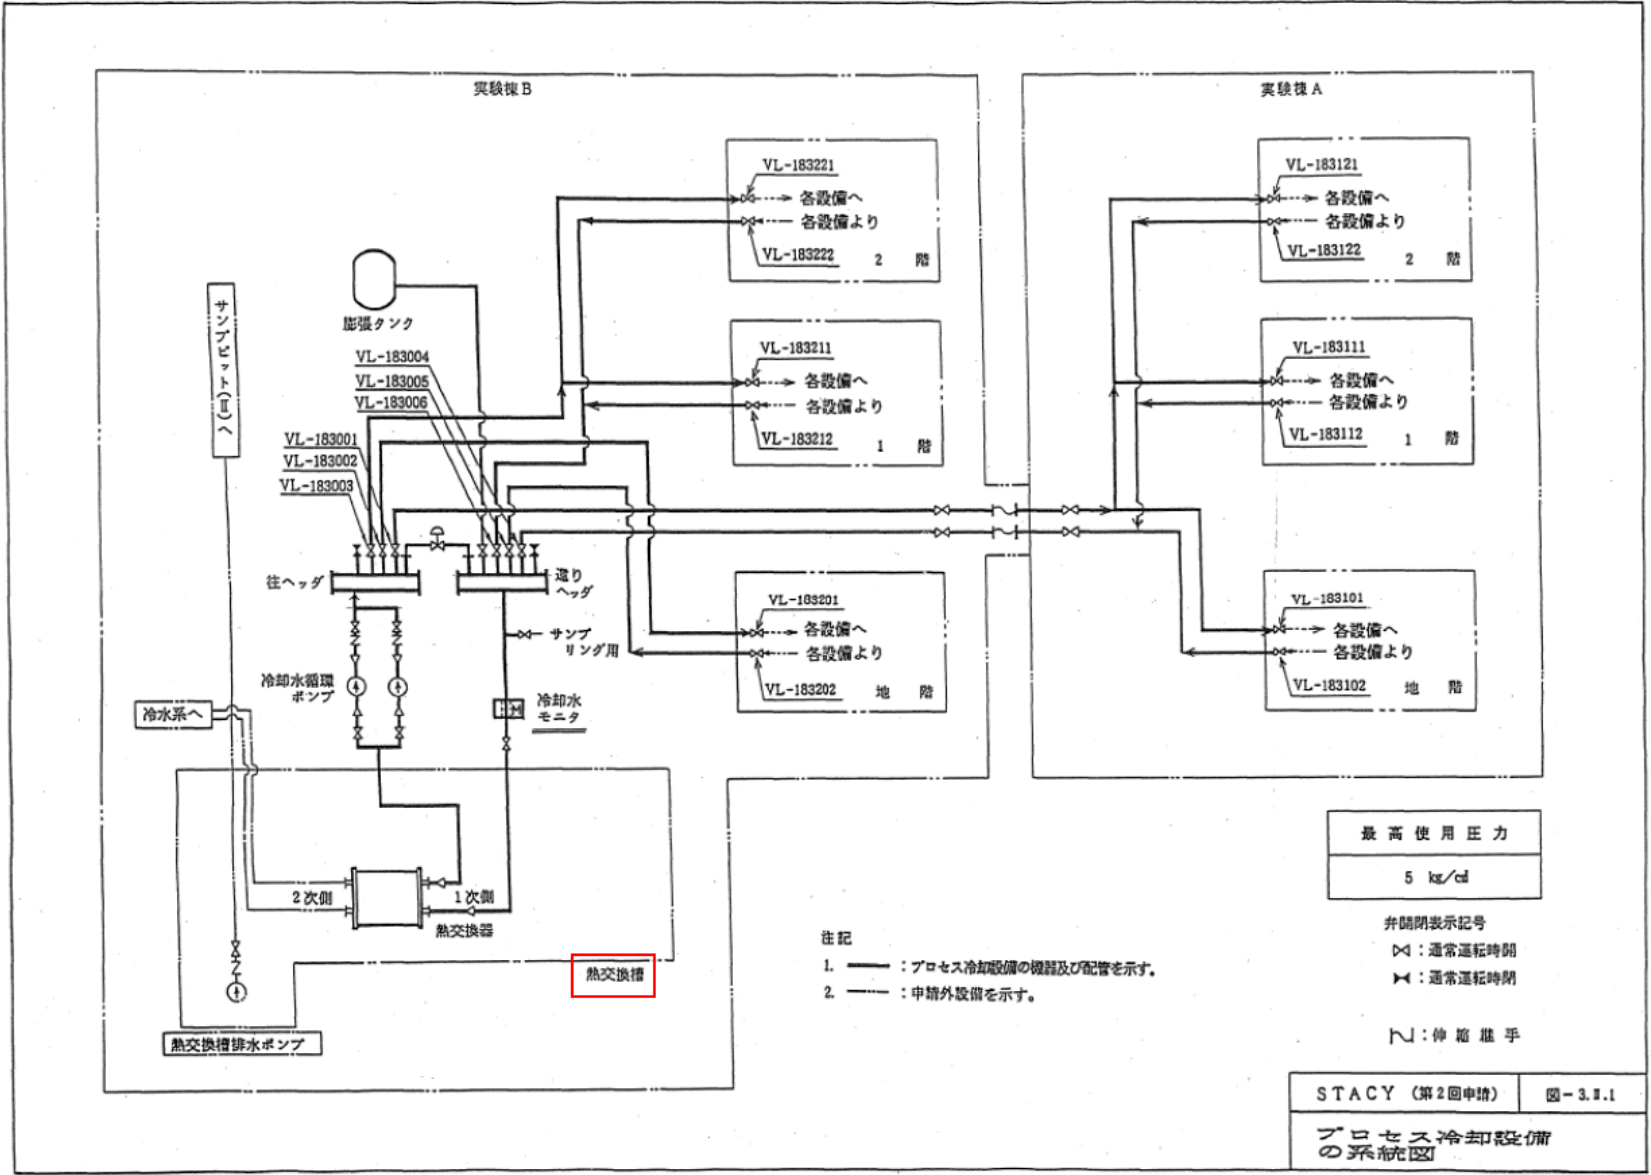 実験棟B
実験棟A
VL-183221
各設備へ
各設備より
VL-183222
2 階
VL-183121
各設備へ
各設備より
VL-183122
2 階
サンプピット(Ⅱ)へ
膨張タンク
VL-183004
VL-183005
VL-183006
VL-183001
VL-183002
VL-183003
VL-183211
各設備へ
各設備より
VL-183212
1 階
VL-183111
各設備へ
各設備より
VL-183112
1 階
往ヘッダ
還り
ヘッダ
サンプ
リング用
冷却水循環
ポンプ
冷却水
モニタ
M
冷水系へ
VL-183201
各設備へ
各設備より
VL-183202
地 階
VL-183101
各設備へ
各設備より
VL-183102
地 階
2次側
1次側
熱交換器
熱交換槽
熱交換槽排水ポンプ
最高使用圧力
5 kg/cm²
弁開閉表示記号
:通常運転時開
:通常運転時閉
:伸縮継手
注記
1. :プロセス冷却設備の機器及び配管を示す。
2. :申請外設備を示す。
STACY (第2回申請)
図-3.Ⅱ.1
プロセス冷却設備
の系統図